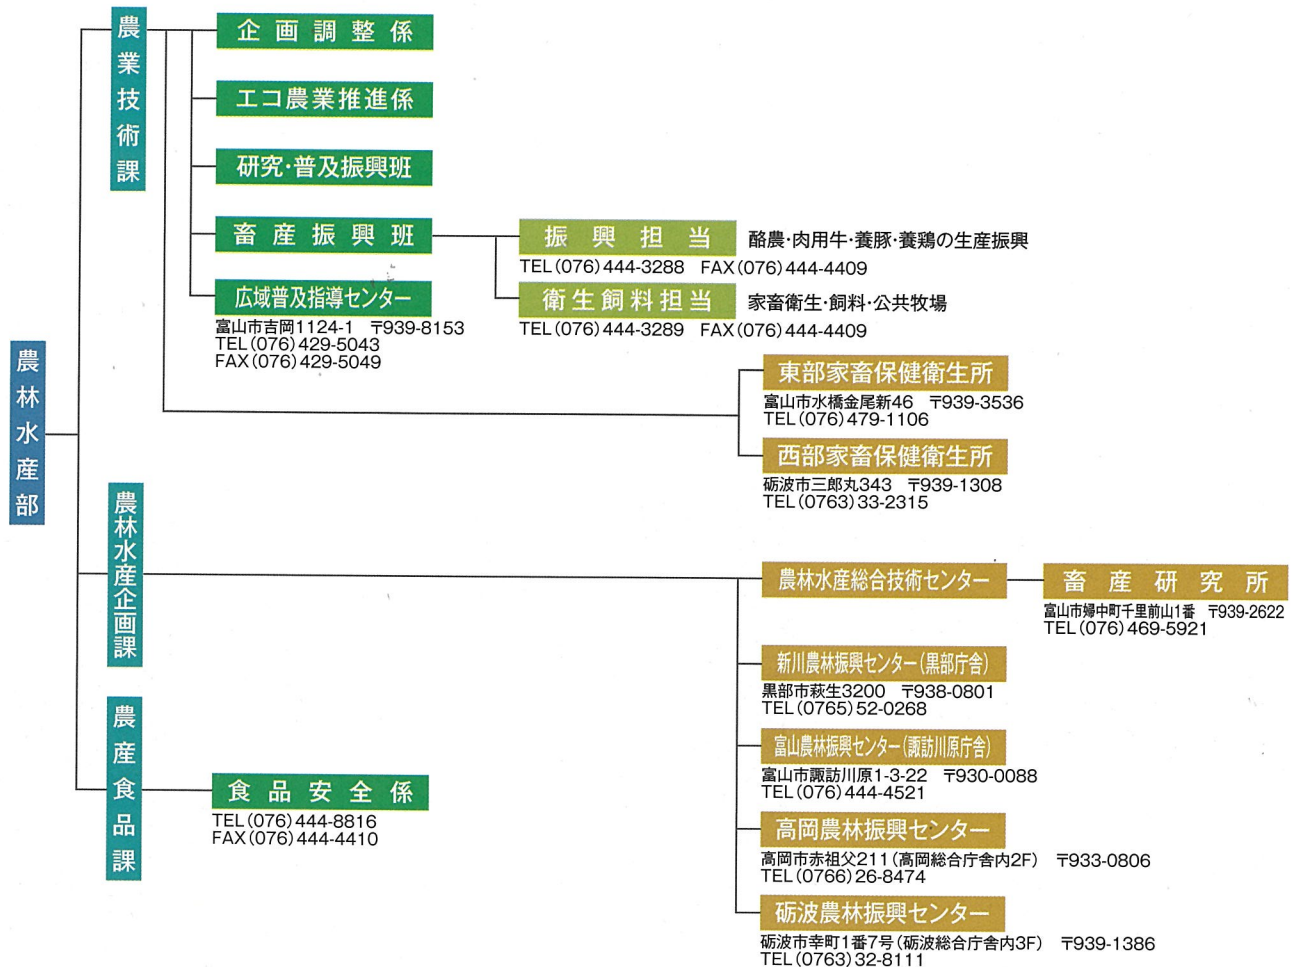 農林水産部
農業技術課
企画調整係
エコ農業推進係
研究・普及振興班
畜産振興班
振興担当 酪農・肉用牛・養豚・養鶏の生産振興
TEL(076)444-3288 FAX(076)444-4409
衛生飼料担当 家畜衛生・飼料・公共牧場
TEL(076)444-3289 FAX(076)444-4409
広域普及指導センター
富山市吉岡1124-1 〒939-8153
TEL(076)429-5043
FAX(076)429-5049
東部家畜保健衛生所
富山市水橋金尾新46 〒939-3536
TEL(076)479-1106
西部家畜保健衛生所
砺波市三郎丸343 〒939-1308
TEL(0763)33-2315
農林水産企画課
農林水産総合技術センター
畜産研究所
富山市婦中町千里前山1番 〒939-2622
TEL(076)469-5921
新川農林振興センター(黒部庁舎)
黒部市萩生3200 〒938-0801
TEL(0765)52-0268
富山農林振興センター(諏訪川原庁舎)
富山市諏訪川原1-3-22 〒930-0088
TEL(076)444-4521
高岡農林振興センター
高岡市赤祖父211(高岡総合庁舎内2F) 〒933-0806
TEL(0766)26-8474
砺波農林振興センター
砺波市幸町1番7号(砺波総合庁舎内3F) 〒939-1386
TEL(0763)32-8111
農産食品課
食品安全係
TEL(076)444-8816
FAX(076)444-4410